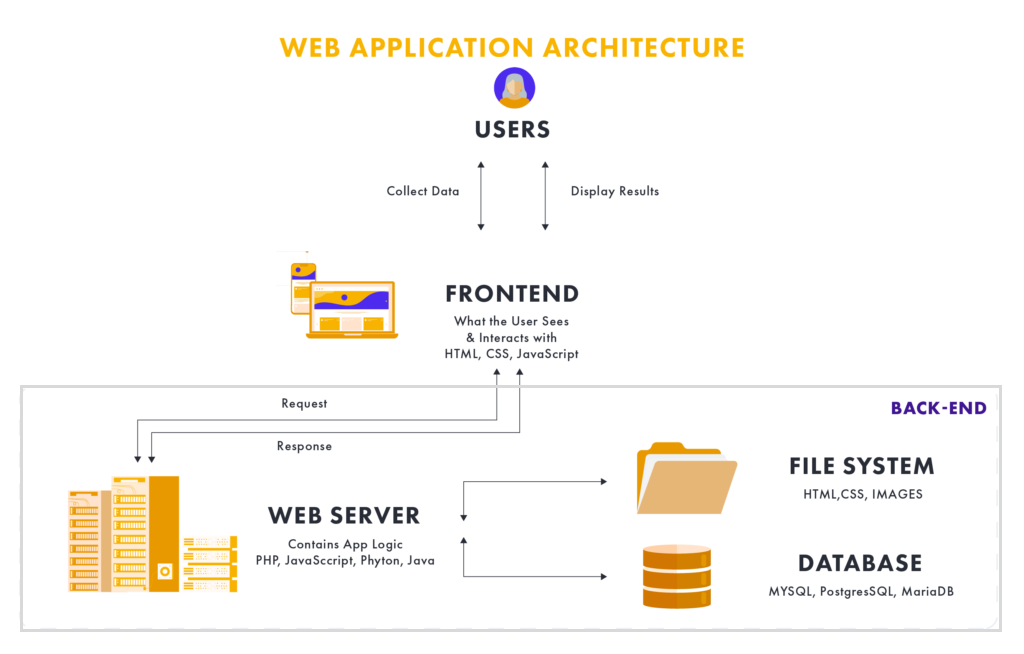 WEB APPLICATION ARCHITECTURE
USERS
Collect Data
Display Results
FRONTEND
What the User Sees
& Interacts with
HTML, CSS, JavaScript
Request
BACK-END
Response
FILE SYSTEM
HTML,CSS, IMAGES
WEB SERVER
Contains App Logic
PHP, JavaSccript, Phyton, Java
DATABASE
MYSQL, PostgresSQL, MariaDB